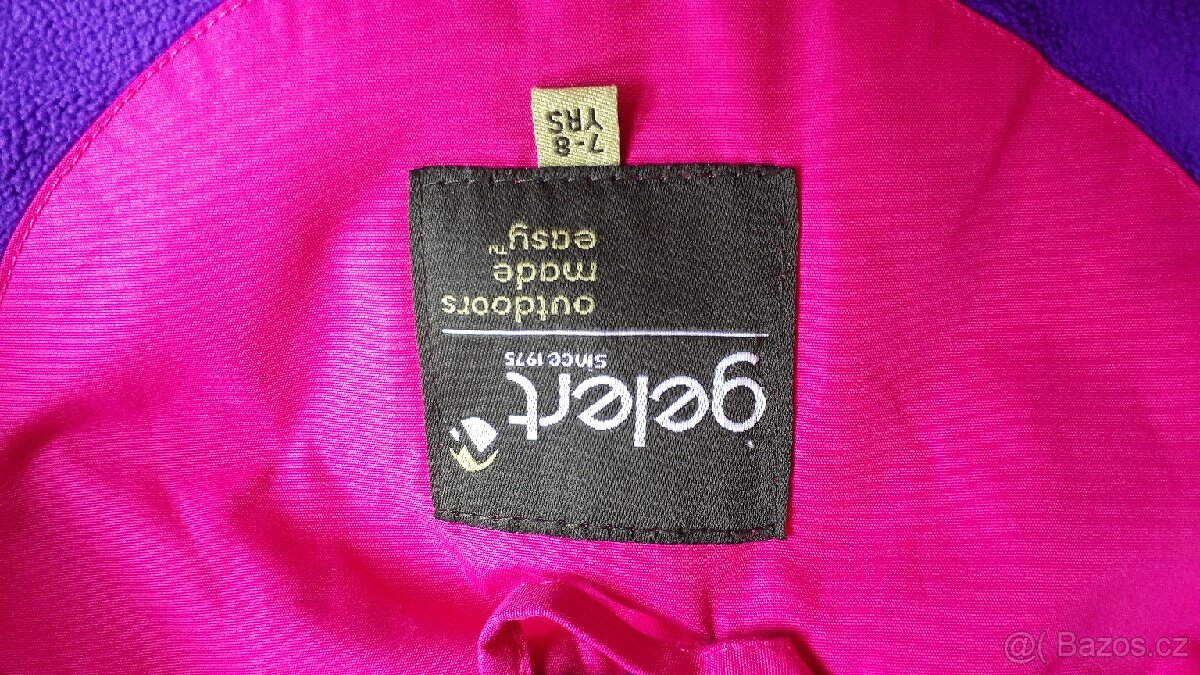 gelert
Since 1975
outdoors
made
easy™
7-8
YRS
@( Bazos.cz